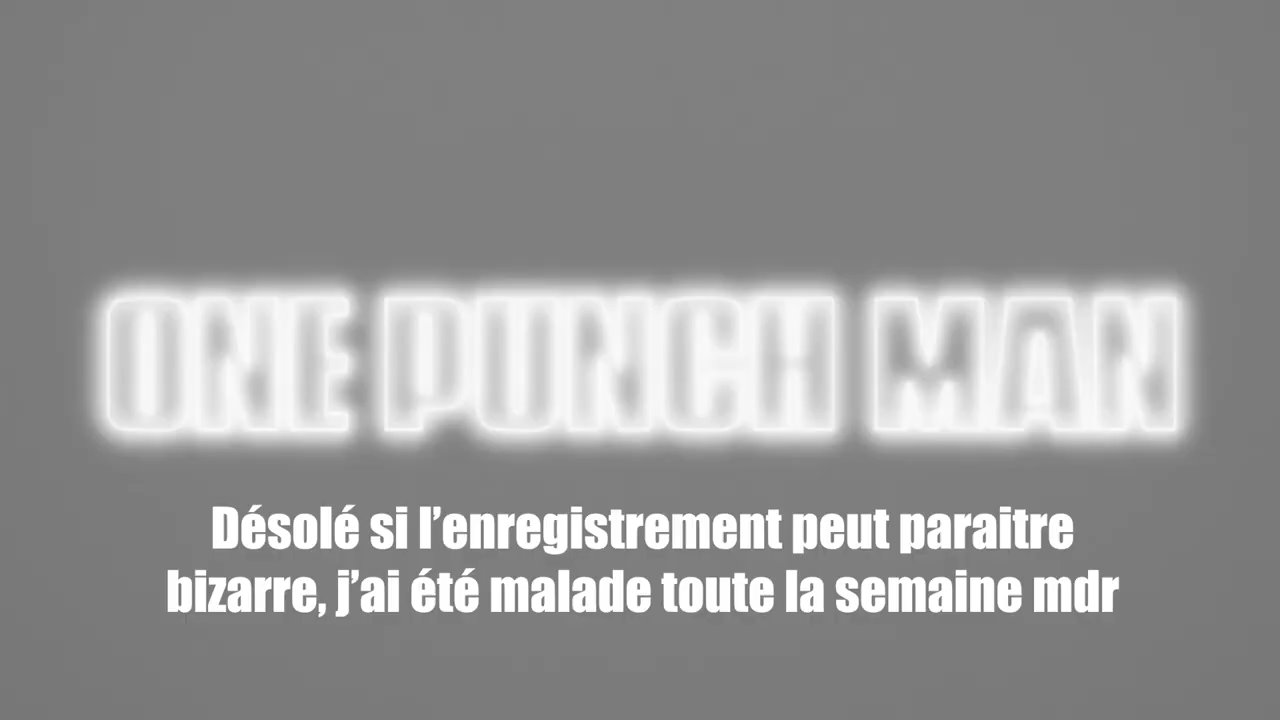 ONE PUNCH MAN
Désolé si l’enregistrement peut paraitre
bizarre, j’ai été malade toute la semaine mdr